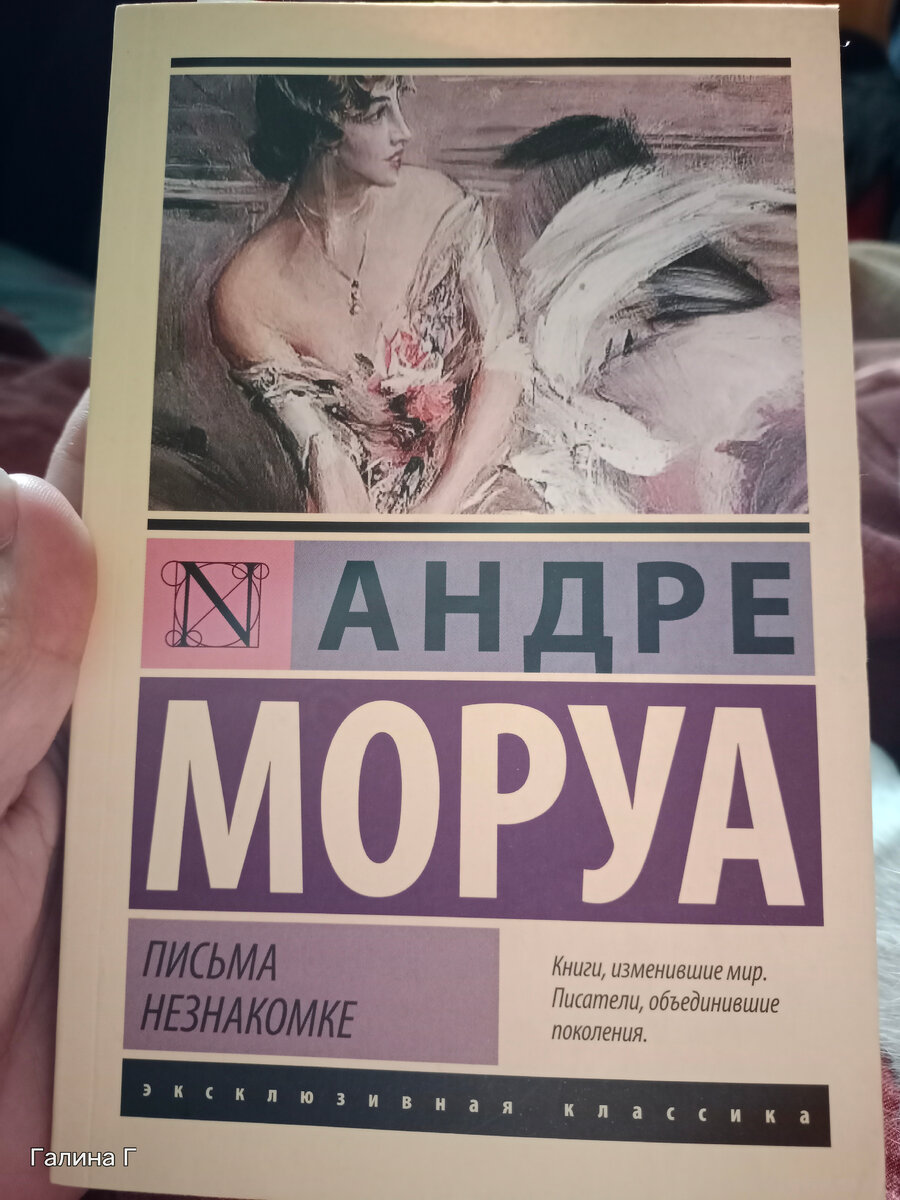 N
АНДРЕ
МОРУА
ПИСЬМА
НЕЗНАКОМКЕ
Книги, изменившие мир.
Писатели, объединившие
поколения.
эксклюзивная классика
Галина Г